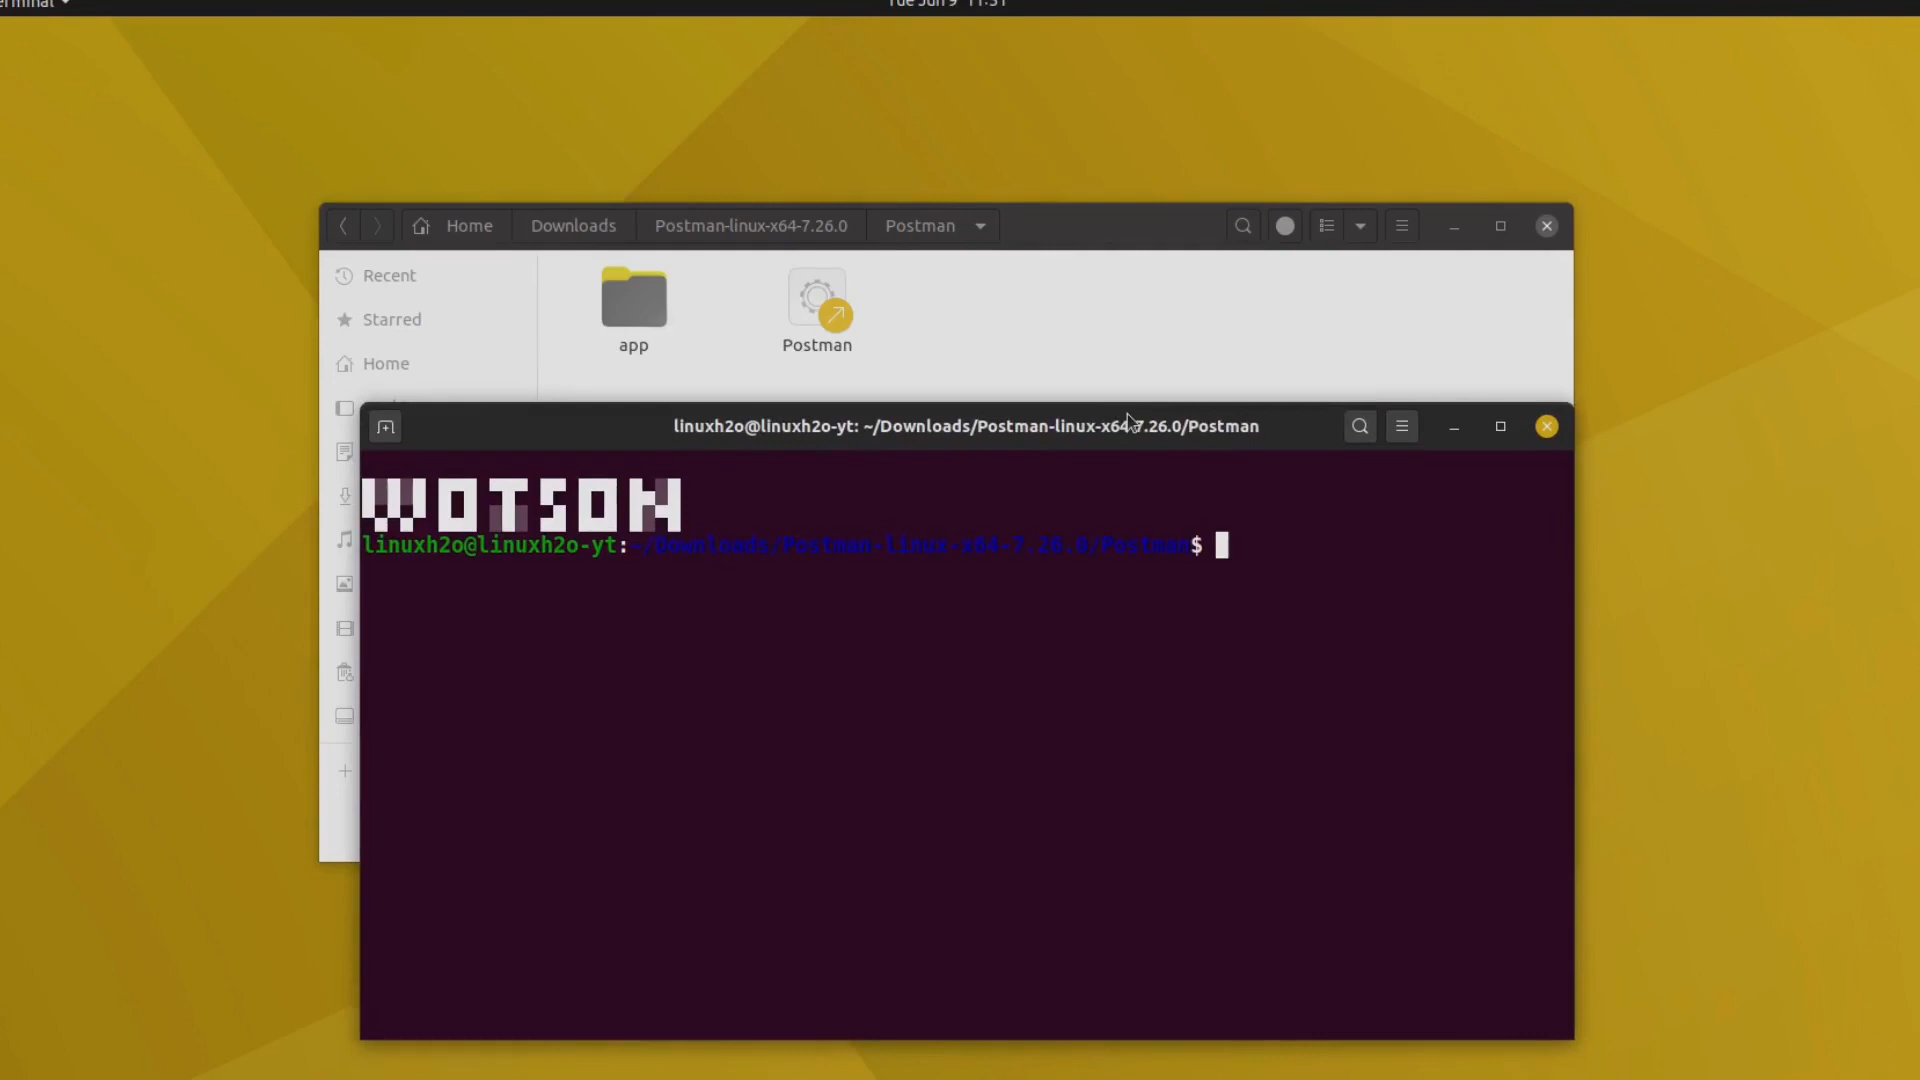 Tue Jun 9 11:51
Home Downloads Postman-linux-x64-7.26.0 Postman
Recent
Starred
Home
app
Postman
linuxh2o@linuxh2o-yt: ~/Downloads/Postman-linux-x64-7.26.0/Postman
WOTSON
linuxh2o@linuxh2o-yt:~/Downloads/Postman-linux-x64-7.26.0/Postman$